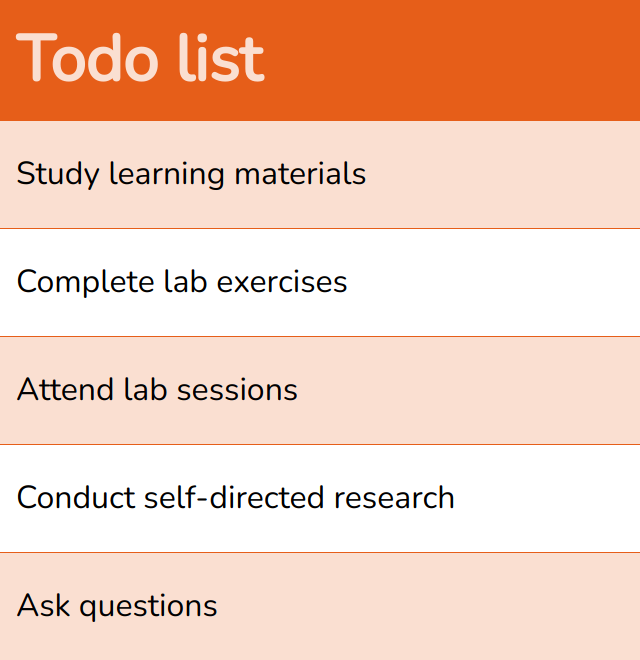 Todo list
Study learning materials
Complete lab exercises
Attend lab sessions
Conduct self-directed research
Ask questions